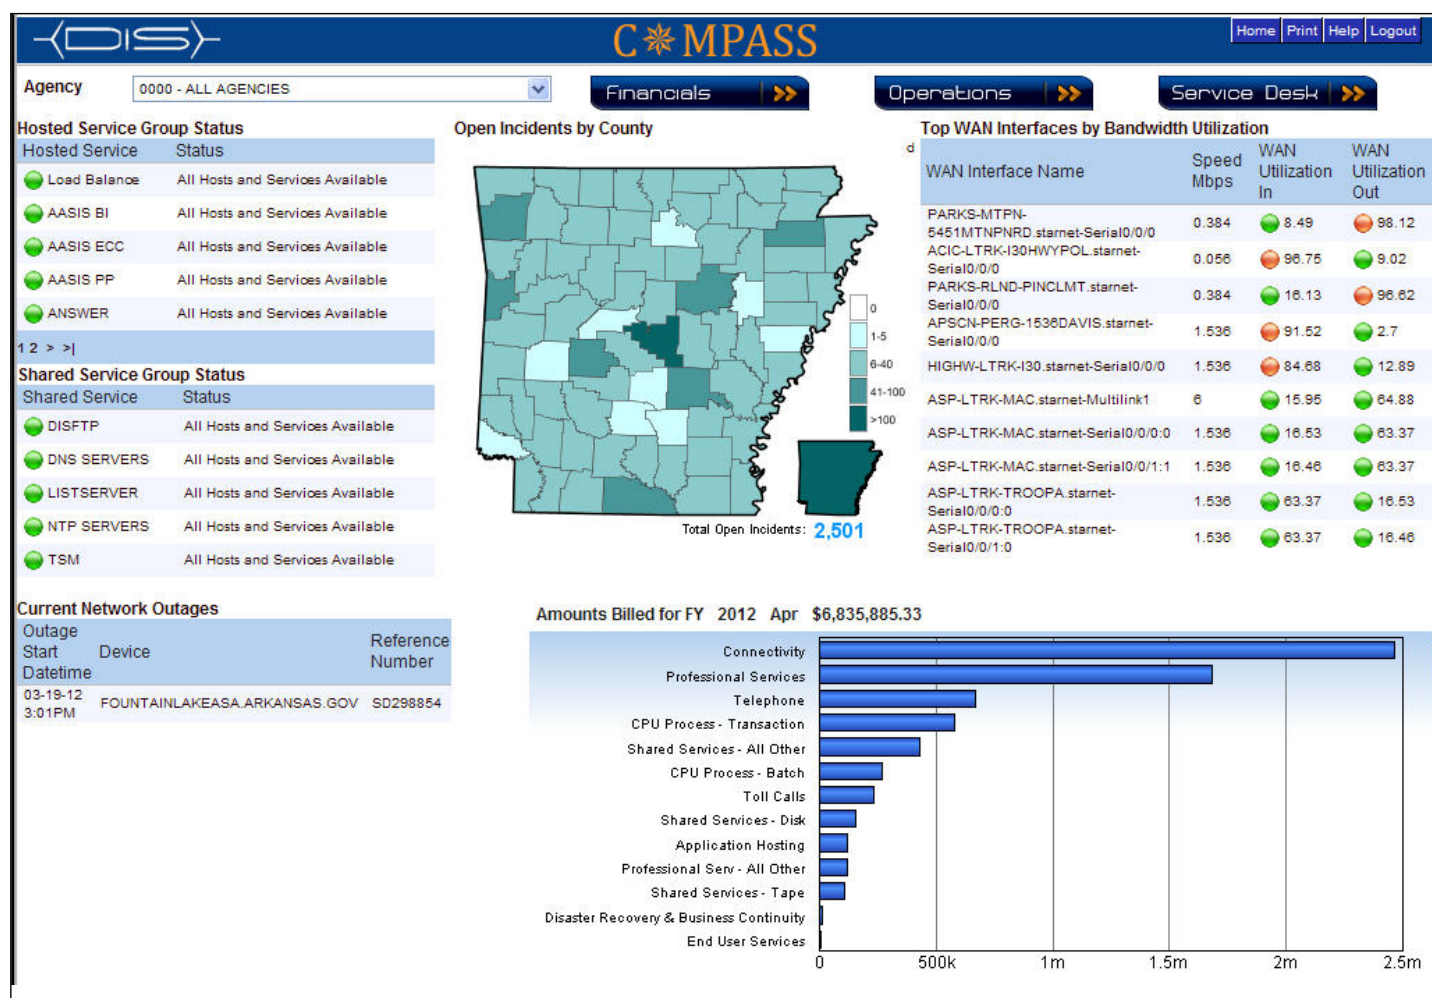 DIS
COMPASS
Home Print Help Logout
Agency
0000 - ALL AGENCIES
Financials
Operations
Service Desk
Hosted Service Group Status
Hosted Service Status
Load Balance All Hosts and Services Available
AASIS BI All Hosts and Services Available
AASIS ECC All Hosts and Services Available
AASIS PP All Hosts and Services Available
ANSWER All Hosts and Services Available
1 2 > >|
Shared Service Group Status
Shared Service Status
DISFTP All Hosts and Services Available
DNS SERVERS All Hosts and Services Available
LISTSERVER All Hosts and Services Available
NTP SERVERS All Hosts and Services Available
TSM All Hosts and Services Available
Open Incidents by County
d
0
1-5
6-40
41-100
>100
Total Open Incidents: 2,501
Top WAN Interfaces by Bandwidth Utilization
WAN Interface Name
Speed
Mbps
WAN
Utilization
In
WAN
Utilization
Out
PARKS-MTPN-
5451MTNPNRD.starnet-Serial0/0/0
0.384 8.49 98.12
ACIC-LTRK-I30HWYPOL.starnet-
Serial0/0/0
0.056 96.75 9.02
PARKS-RLND-PINCLMT.starnet-
Serial0/0/0
0.384 16.13 96.62
APSCN-PERG-1536DAVIS.starnet-
Serial0/0/0
1.536 91.52 2.7
HIGHW-LTRK-I30.starnet-Serial0/0/0 1.536 84.68 12.89
ASP-LTRK-MAC.starnet-Multilink1 6 15.95 64.88
ASP-LTRK-MAC.starnet-Serial0/0/0:0 1.536 16.53 63.37
ASP-LTRK-MAC.starnet-Serial0/0/1:1 1.536 16.46 63.37
ASP-LTRK-TROOPA.starnet-
Serial0/0/0:0
1.536 63.37 16.53
ASP-LTRK-TROOPA.starnet-
Serial0/0/1:0
1.536 63.37 16.46
Current Network Outages
Outage
Start
Datetime
Device
Reference
Number
03-19-12
3:01PM
FOUNTAINLAKEASA.ARKANSAS.GOV SD298854
Amounts Billed for FY 2012 Apr $6,835,885.33
Connectivity
Professional Services
Telephone
CPU Process - Transaction
Shared Services - All Other
CPU Process - Batch
Toll Calls
Shared Services - Disk
Application Hosting
Professional Serv - All Other
Shared Services - Tape
Disaster Recovery & Business Continuity
End User Services
0 500k 1m 1.5m 2m 2.5m